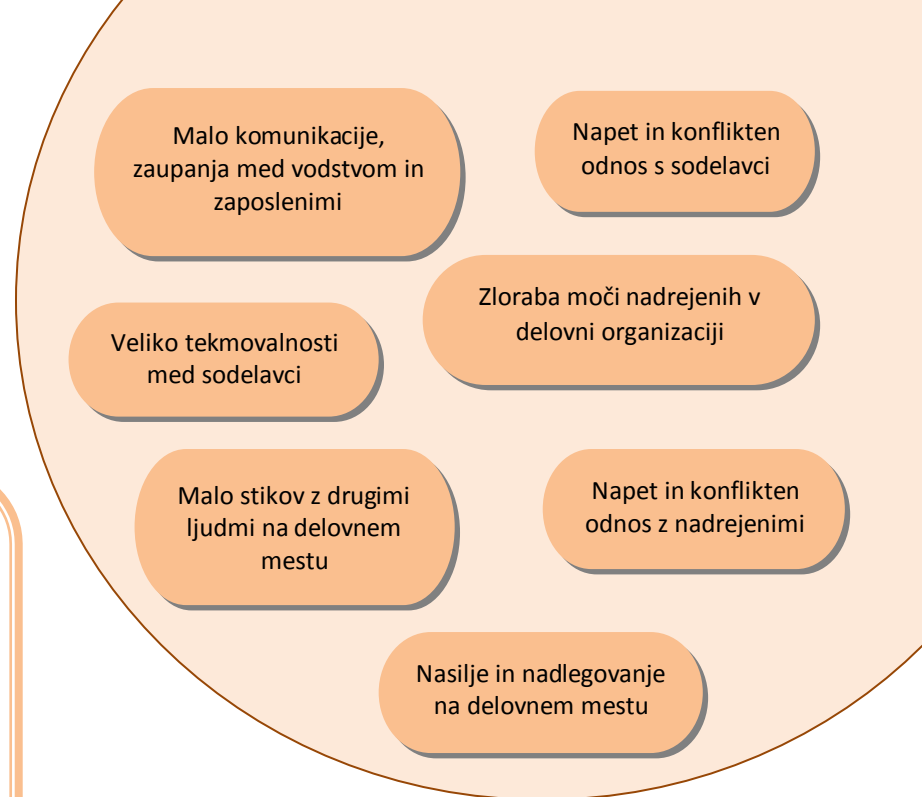 Malo komunikacije,
zaupanja med vodstvom in
zaposlenimi
Napet in konflikten
odnos s sodelavci
Zloraba moči nadrejenih v
delovni organizaciji
Veliko tekmovalnosti
med sodelavci
Malo stikov z drugimi
ljudmi na delovnem
mestu
Napet in konflikten
odnos z nadrejenimi
Nasilje in nadlegovanje
na delovnem mestu